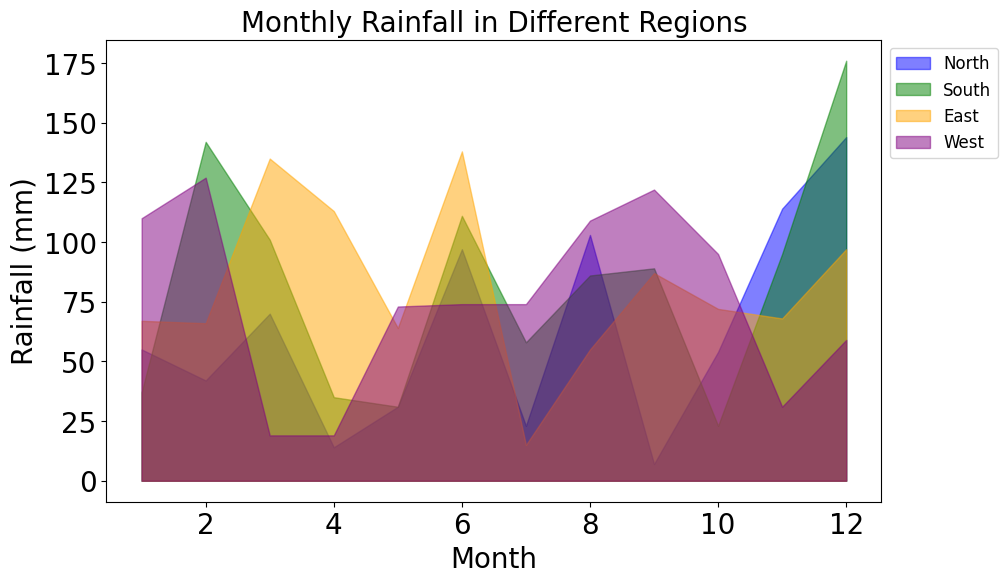 Monthly Rainfall in Different Regions
North
South
East
West
175
150
125
100
75
50
25
0
Rainfall (mm)
2 4 6 8 10 12
Month